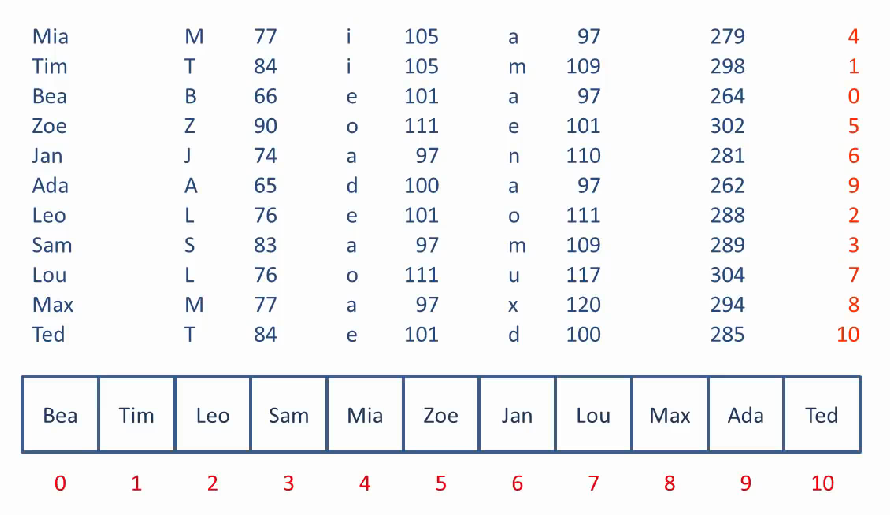 Mia M 77 i 105 a 97 279 4
Tim T 84 i 105 m 109 298 1
Bea B 66 e 101 a 97 264 0
Zoe Z 90 o 111 e 101 302 5
Jan J 74 a 97 n 110 281 6
Ada A 65 d 100 a 97 262 9
Leo L 76 e 101 o 111 288 2
Sam S 83 a 97 m 109 289 3
Lou L 76 o 111 u 117 304 7
Max M 77 a 97 x 120 294 8
Ted T 84 e 101 d 100 285 10
Bea Tim Leo Sam Mia Zoe Jan Lou Max Ada Ted
0 1 2 3 4 5 6 7 8 9 10